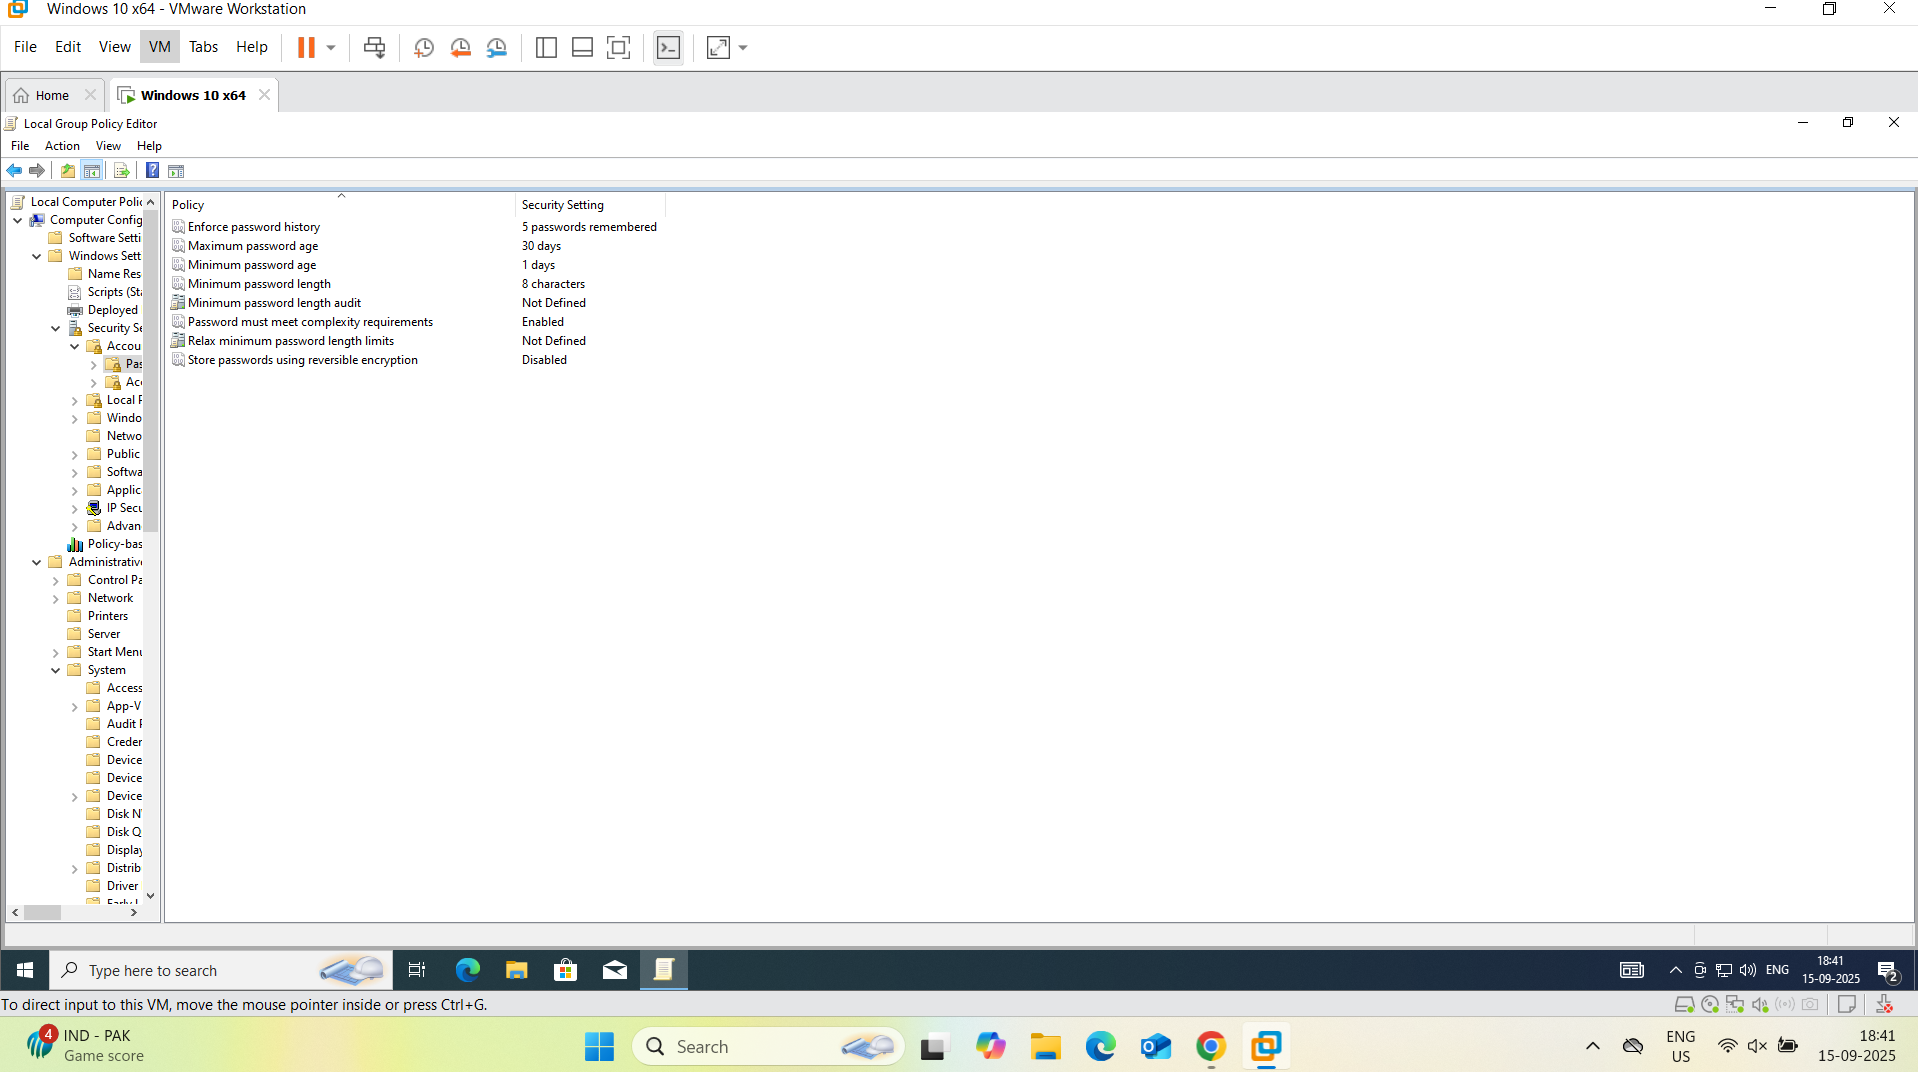 Windows 10 x64 - VMware Workstation
File Edit View VM Tabs Help
Home Windows 10 x64
Local Group Policy Editor
File Action View Help
Local Computer Polic
Computer Config
Software Setti
Windows Sett
Name Res
Scripts (Sta
Deployed
Security Se
Accou
Pas
Acc
Local P
Windo
Netwo
Public
Softwa
Applic
IP Secu
Advan
Policy-bas
Administrative
Control Pa
Network
Printers
Server
Start Menu
System
Access
App-V
Audit P
Creden
Device
Device
Device
Disk NV
Disk Q
Display
Distrib
Driver
Early L
Policy Security Setting
Enforce password history 5 passwords remembered
Maximum password age 30 days
Minimum password age 1 days
Minimum password length 8 characters
Minimum password length audit Not Defined
Password must meet complexity requirements Enabled
Relax minimum password length limits Not Defined
Store passwords using reversible encryption Disabled
Type here to search
ENG
18:41
15-09-2025
2
To direct input to this VM, move the mouse pointer inside or press Ctrl+G.
4
IND - PAK
Game score
Search
ENG
US
18:41
15-09-2025